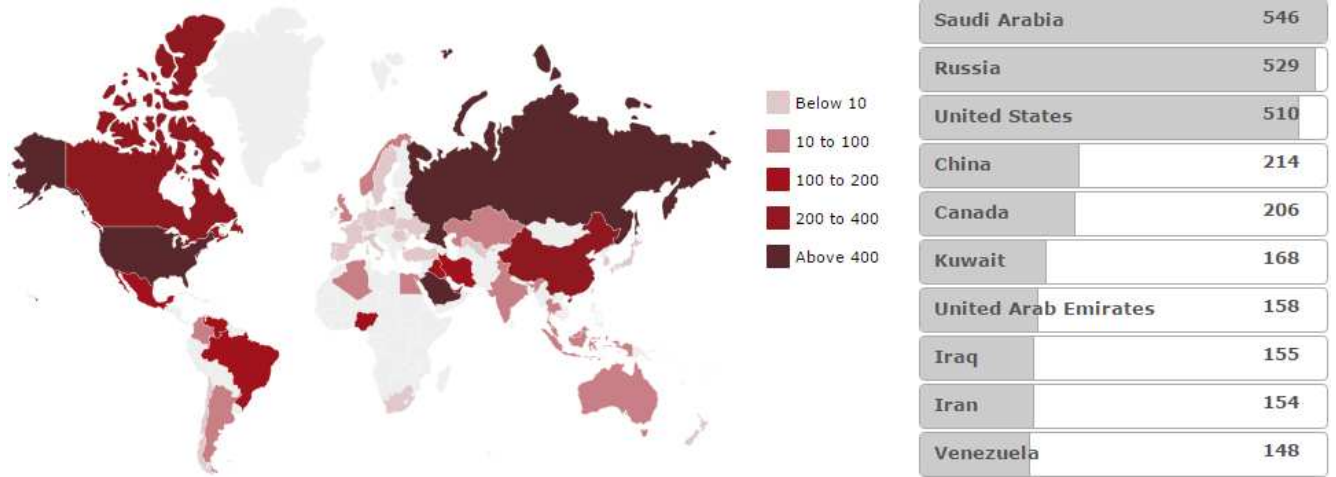 Below 10
10 to 100
100 to 200
200 to 400
Above 400
Saudi Arabia 546
Russia 529
United States 510
China 214
Canada 206
Kuwait 168
United Arab Emirates 158
Iraq 155
Iran 154
Venezuela 148